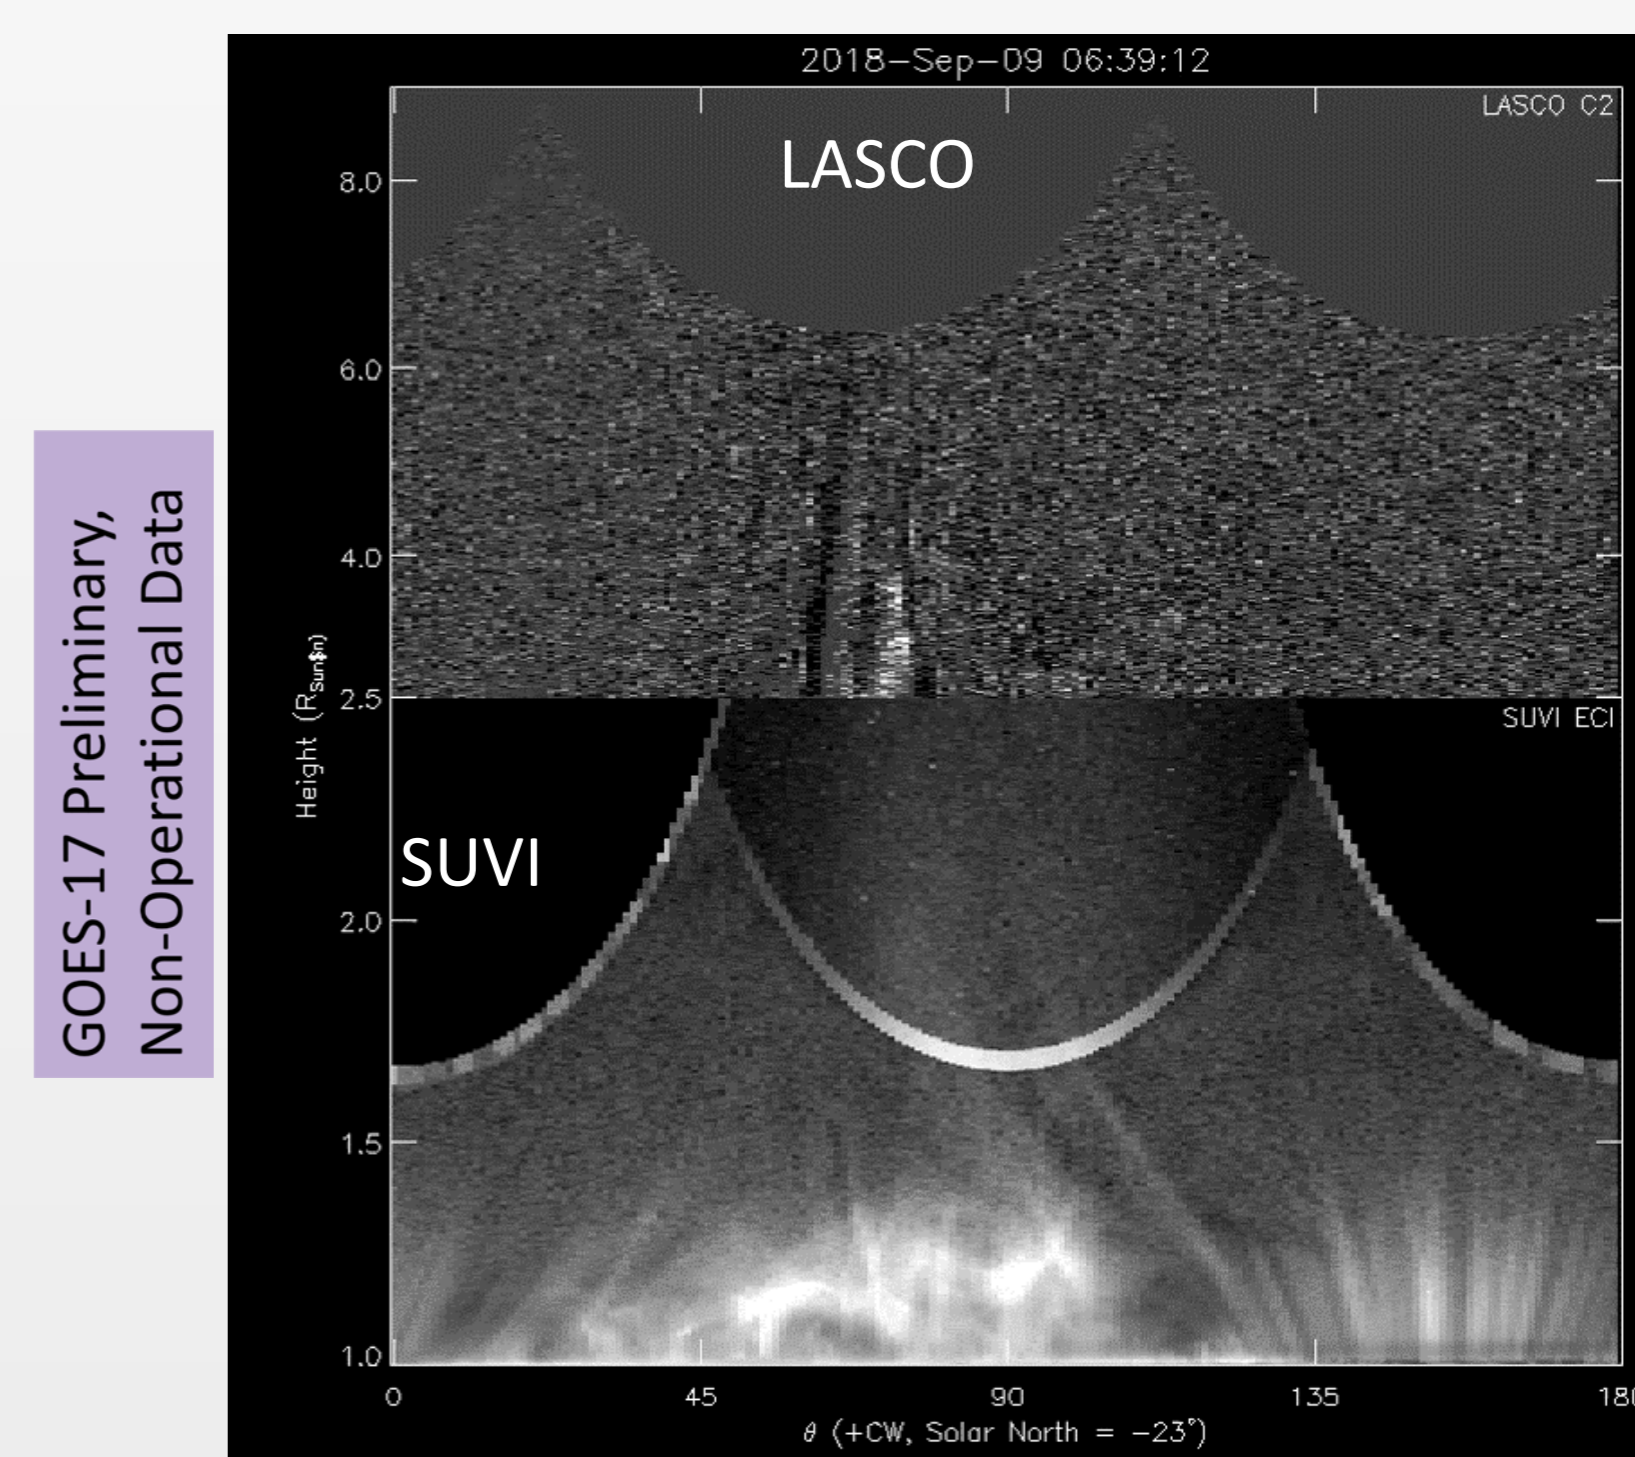 2018-Sep-09 06:39:12
LASCO C2
LASCO
8.0
6.0
4.0
2.5
SUVI ECI
SUVI
2.0
1.5
1.0
0 45 90 135
θ (+CW, Solar North = -23°)
GOES-17 Preliminary,
Non-Operational Data
Height